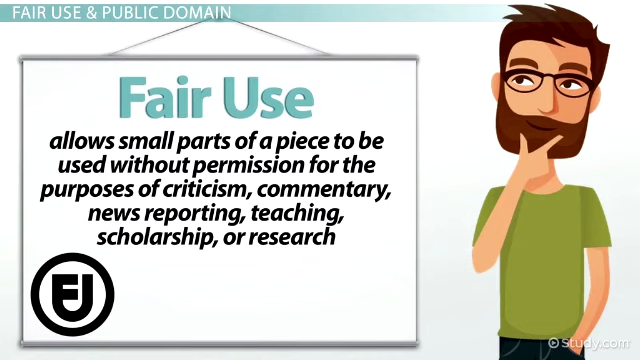 FAIR USE & PUBLIC DOMAIN
Fair Use
allows small parts of a piece to be
used without permission for the
purposes of criticism, commentary,
news reporting, teaching,
scholarship, or research
FU
Study.com